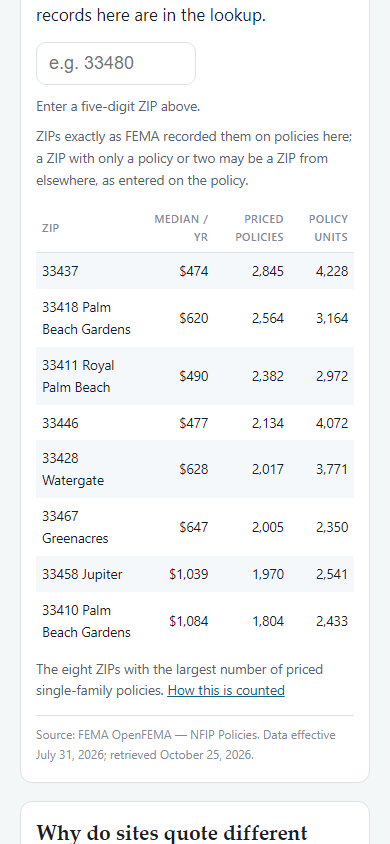 records here are in the lookup.
e.g. 33480
Enter a five-digit ZIP above.
ZIPs exactly as FEMA recorded them on policies here;
a ZIP with only a policy or two may be a ZIP from
elsewhere, as entered on the policy.
ZIP MEDIAN / YR PRICED POLICIES POLICY UNITS
33437 $474 2,845 4,228
33418 Palm Beach Gardens $620 2,564 3,164
33411 Royal Palm Beach $490 2,382 2,972
33446 $477 2,134 4,072
33428 Watergate $628 2,017 3,771
33467 Greenacres $647 2,005 2,350
33458 Jupiter $1,039 1,970 2,541
33410 Palm Beach Gardens $1,084 1,804 2,433
The eight ZIPs with the largest number of priced
single-family policies. How this is counted
Source: FEMA OpenFEMA — NFIP Policies. Data effective
July 31, 2026; retrieved October 25, 2026.
Why do sites quote different